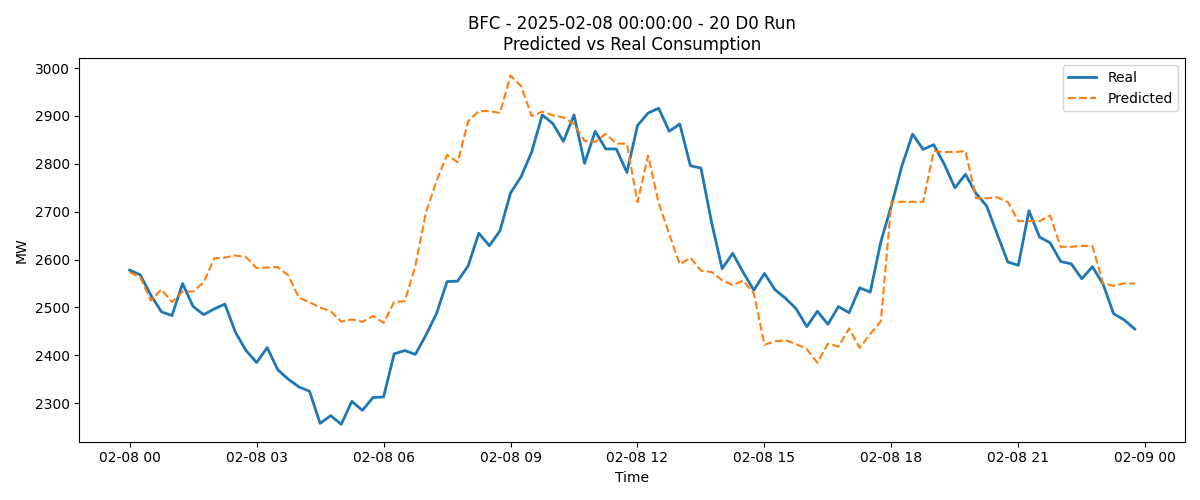 BFC - 2025-02-08 00:00:00 - 20 D0 Run
Predicted vs Real Consumption
Real
Predicted
MW
3000
2900
2800
2700
2600
2500
2400
2300
02-08 00
02-08 03
02-08 06
02-08 09
02-08 12
02-08 15
02-08 18
02-08 21
02-09 00
Time